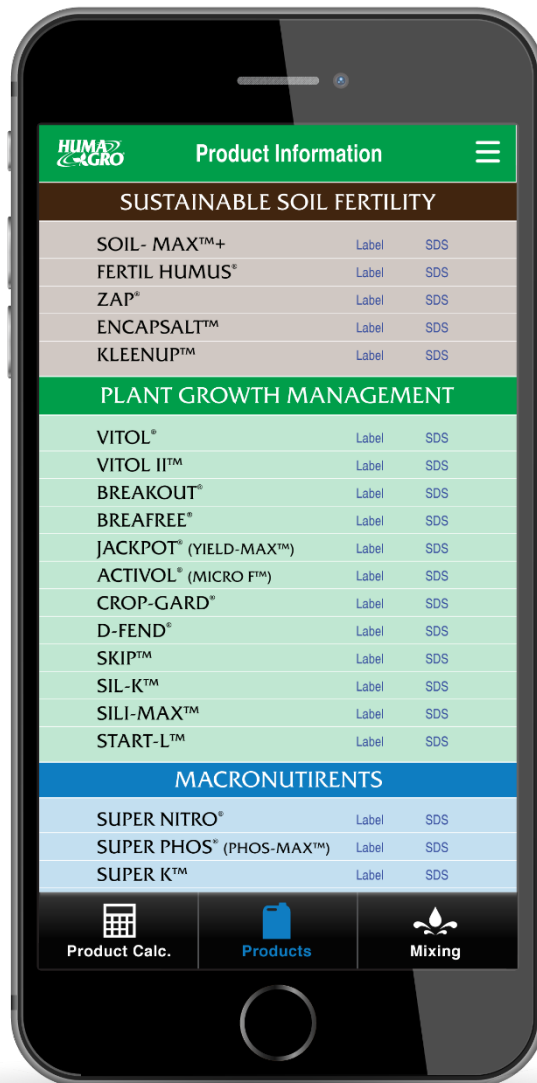 HUMA
GRO
Product Information
SUSTAINABLE SOIL FERTILITY
SOIL- MAX™+ Label SDS
FERTIL HUMUS® Label SDS
ZAP® Label SDS
ENCAPSALT™ Label SDS
KLEENUP™ Label SDS
PLANT GROWTH MANAGEMENT
VITOL® Label SDS
VITOL II™ Label SDS
BREAKOUT® Label SDS
BREAFREE® Label SDS
JACKPOT® (YIELD-MAX™) Label SDS
ACTIVOL® (MICRO F™) Label SDS
CROP-GARD® Label SDS
D-FEND® Label SDS
SKIP™ Label SDS
SIL-K™ Label SDS
SILI-MAX™ Label SDS
START-L™ Label SDS
MACRONUTIRENTS
SUPER NITRO® Label SDS
SUPER PHOS® (PHOS-MAX™) Label SDS
SUPER K™ Label SDS
Product Calc. Products Mixing